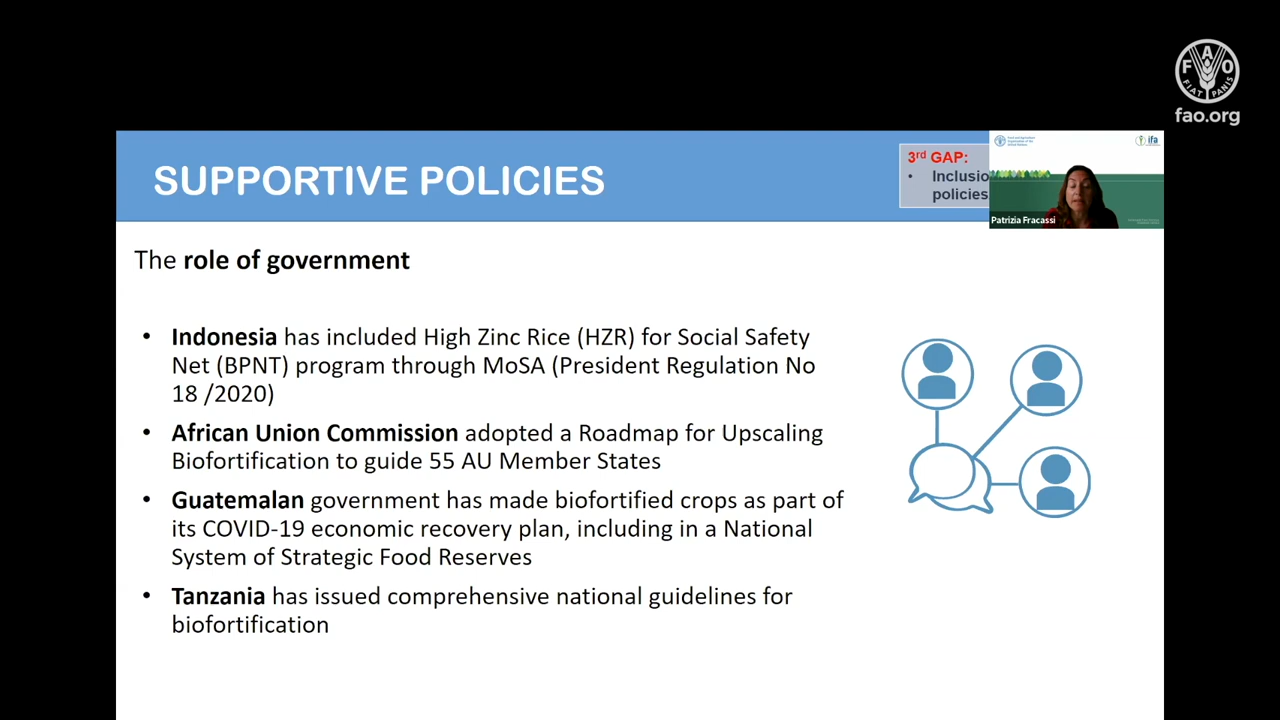 FAO
FIAT PANIS
fao.org
SUPPORTIVE POLICIES
3rd GAP:
• Inclusio
policies
ifa
Patrizia Fracassi
The role of government
• Indonesia has included High Zinc Rice (HZR) for Social Safety
Net (BPNT) program through MoSA (President Regulation No
18 /2020)
• African Union Commission adopted a Roadmap for Upscaling
Biofortification to guide 55 AU Member States
• Guatemalan government has made biofortified crops as part of
its COVID-19 economic recovery plan, including in a National
System of Strategic Food Reserves
• Tanzania has issued comprehensive national guidelines for
biofortification